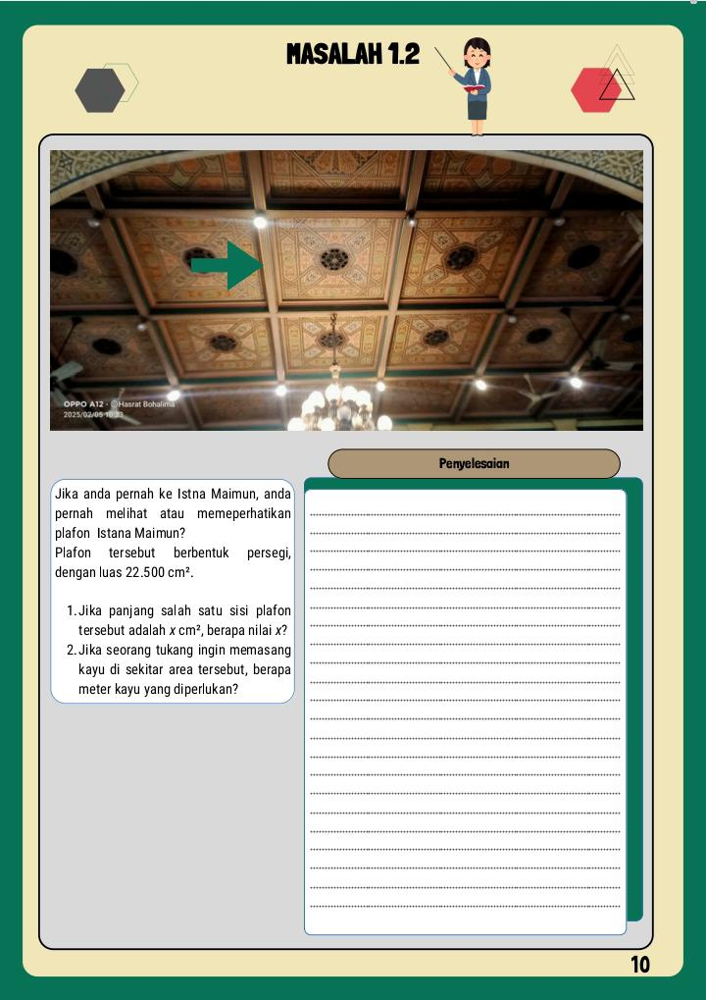 MASALAH 1.2
OPPO A12 · ©Hasrat Bohalima
2025/02/05 10:23
Penyelesaian
Jika anda pernah ke Istna Maimun, anda
pernah melihat atau memeperhatikan
plafon Istana Maimun?
Plafon tersebut berbentuk persegi,
dengan luas 22.500 cm².
1. Jika panjang salah satu sisi plafon
tersebut adalah x cm², berapa nilai x?
2. Jika seorang tukang ingin memasang
kayu di sekitar area tersebut, berapa
meter kayu yang diperlukan?
10